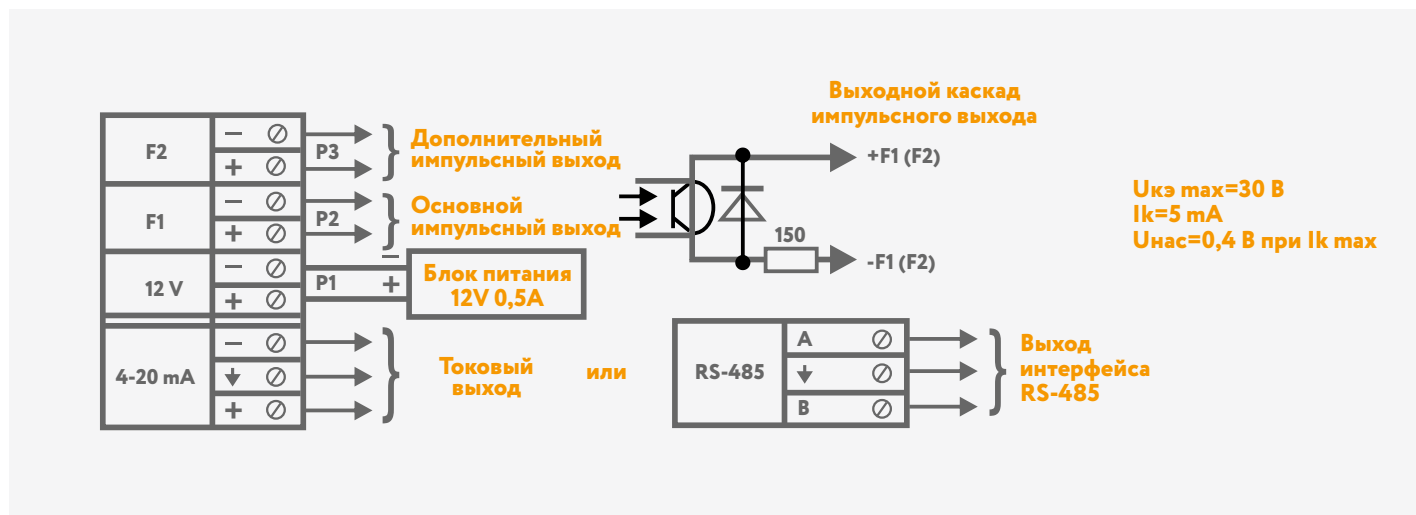 F2
−
+
P3
Дополнительный
импульсный выход
F1
−
+
P2
Основной
импульсный выход
12 V
−
+
P1
−
+
Блок питания
12V 0,5A
4-20 mA
−
+
Токовый
выход
или
Выходной каскад
импульсного выхода
+F1 (F2)
150
-F1 (F2)
Uкэ max=30 В
Ik=5 mA
Uнас=0,4 В при Ik max
RS-485
A
B
Выход
интерфейса
RS-485